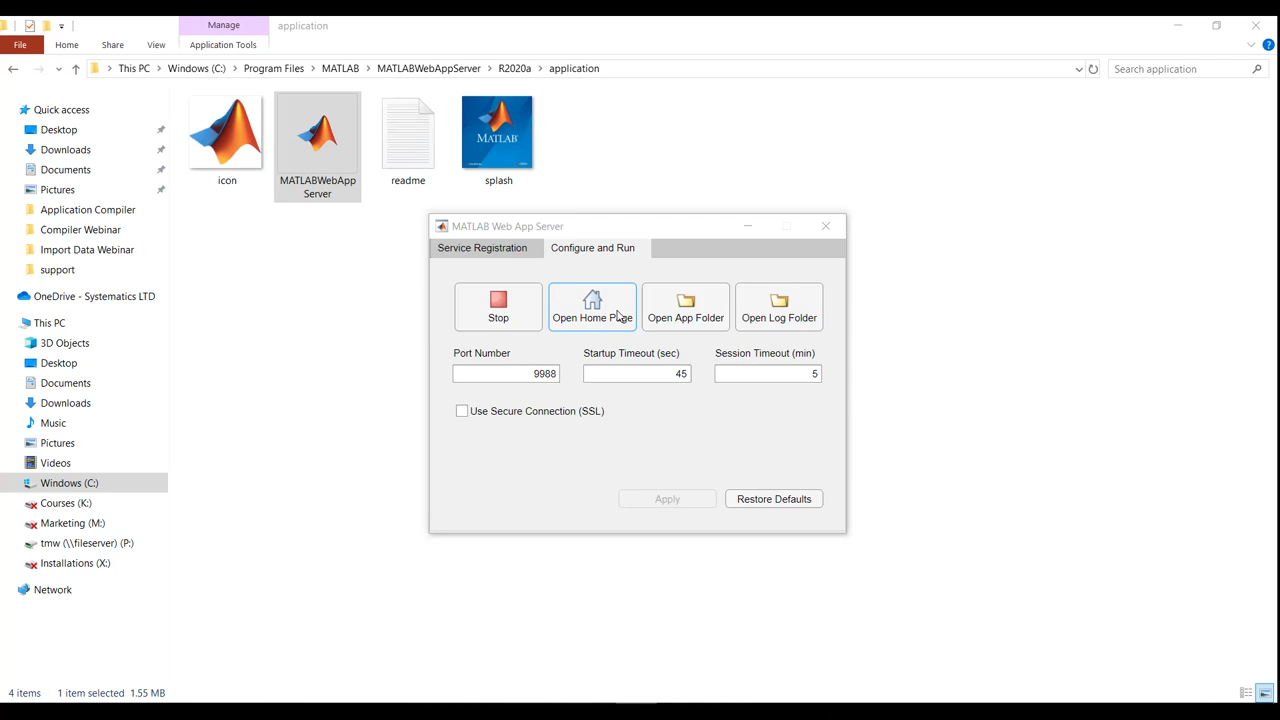 Manage
application
File
Home
Share
View
Application Tools
This PC
Windows (C:)
Program Files
MATLAB
MATLABWebAppServer
R2020a
application
Search application
Quick access
Desktop
Downloads
Documents
Pictures
Application Compiler
Compiler Webinar
Import Data Webinar
support
OneDrive - Systematics LTD
This PC
3D Objects
Desktop
Documents
Downloads
Music
Pictures
Videos
Windows (C:)
Courses (K:)
Marketing (M:)
tmw (\\fileserver) (P:)
Installations (X:)
Network
icon
MATLABWebApp
Server
readme
MATLAB
splash
MATLAB Web App Server
Service Registration
Configure and Run
Stop
Open Home Page
Open App Folder
Open Log Folder
Port Number
Startup Timeout (sec)
Session Timeout (min)
9988
45
5
Use Secure Connection (SSL)
Apply
Restore Defaults
4 items
1 item selected 1.55 MB